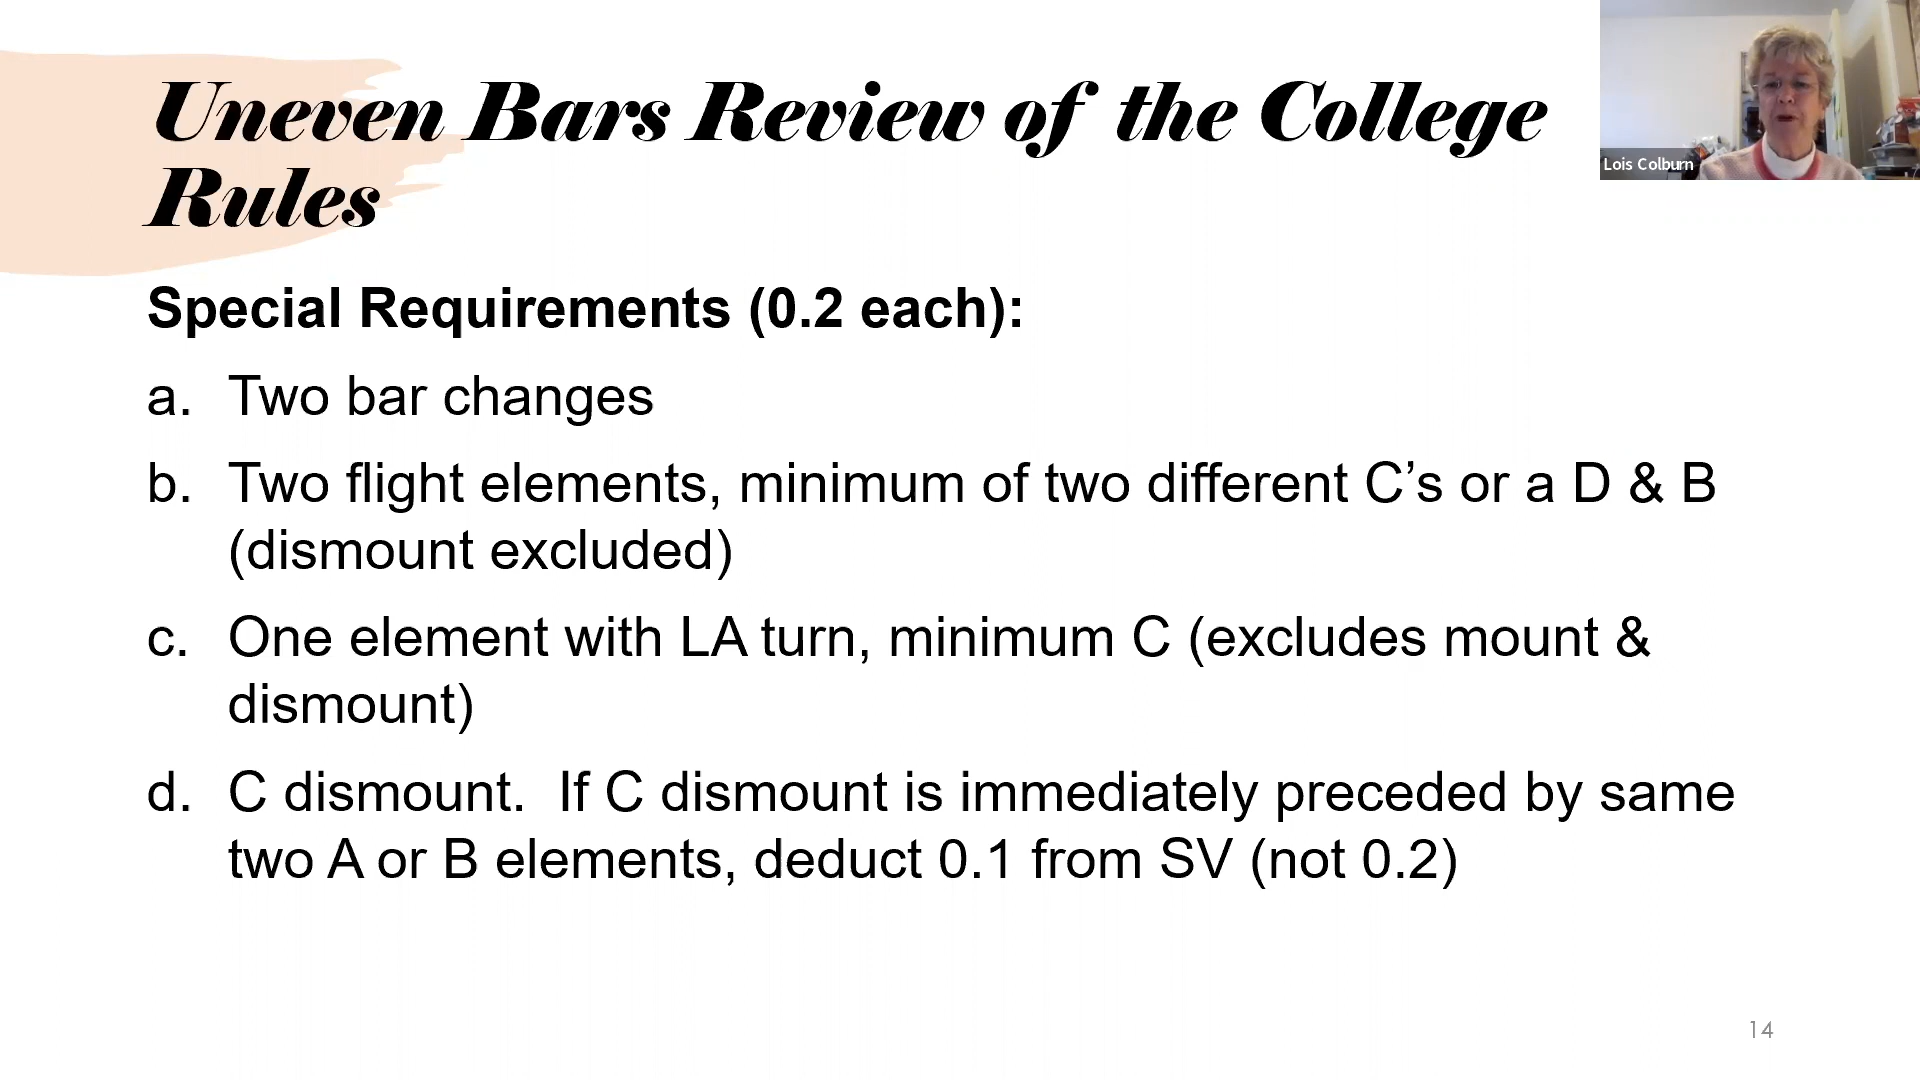 Uneven Bars Review of the College
Rules
Lois Colburn
Special Requirements (0.2 each):
a. Two bar changes
b. Two flight elements, minimum of two different C’s or a D & B
(dismount excluded)
c. One element with LA turn, minimum C (excludes mount &
dismount)
d. C dismount.  If C dismount is immediately preceded by same
two A or B elements, deduct 0.1 from SV (not 0.2)
14